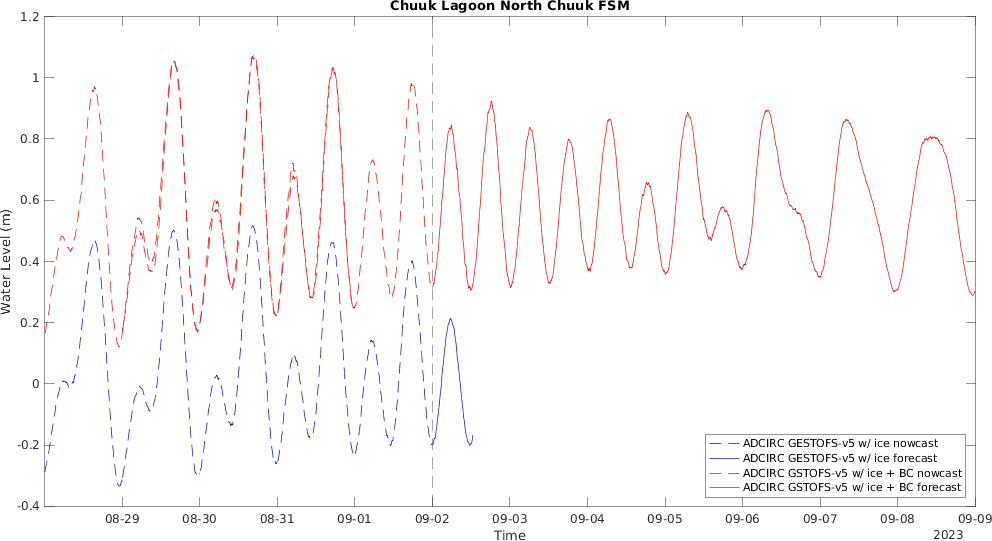 Chuuk Lagoon North Chuuk FSM
1.2
1
0.8
0.6
0.4
0.2
0
-0.2
-0.4
Water Level (m)
ADCIRC GESTOFS-v5 w/ ice nowcast
ADCIRC GESTOFS-v5 w/ ice forecast
ADCIRC GSTOFS-v5 w/ ice + BC nowcast
ADCIRC GSTOFS-v5 w/ ice + BC forecast
08-29 08-30 08-31 09-01 09-02 09-03 09-04 09-05 09-06 09-07 09-08 09-09
Time
2023